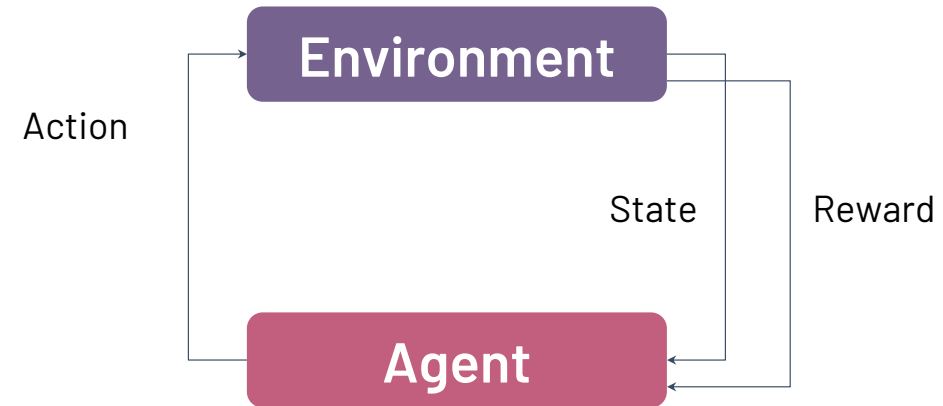 Environment
Action
State
Reward
Agent